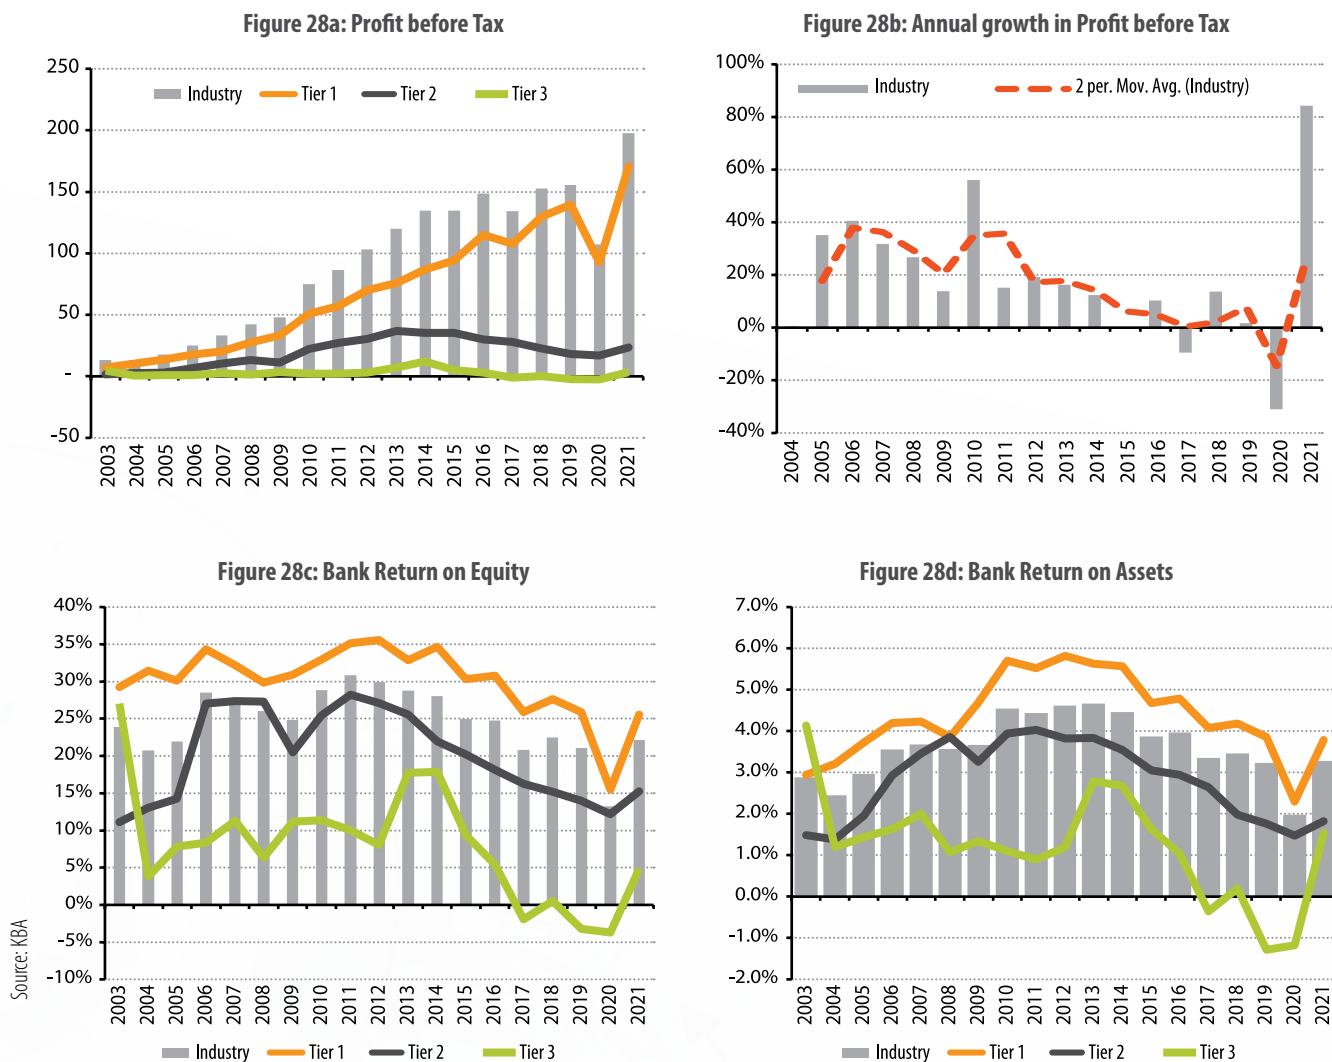 Figure 28a: Profit before Tax
250
200
150
100
50
-
-50
Industry Tier 1 Tier 2 Tier 3
2003 2004 2005 2006 2007 2008 2009 2010 2011 2012 2013 2014 2015 2016 2017 2018 2019 2020 2021
Figure 28b: Annual growth in Profit before Tax
100%
80%
60%
40%
20%
0%
-20%
-40%
Industry 2 per. Mov. Avg. (Industry)
2004 2005 2006 2007 2008 2009 2010 2011 2012 2013 2014 2015 2016 2017 2018 2019 2020 2021
Figure 28c: Bank Return on Equity
40%
35%
30%
25%
20%
15%
10%
5%
0%
-5%
-10%
2003 2004 2005 2006 2007 2008 2009 2010 2011 2012 2013 2014 2015 2016 2017 2018 2019 2020 2021
Industry Tier 1 Tier 2 Tier 3
Figure 28d: Bank Return on Assets
7.0%
6.0%
5.0%
4.0%
3.0%
2.0%
1.0%
0.0%
-1.0%
-2.0%
2003 2004 2005 2006 2007 2008 2009 2010 2011 2012 2013 2014 2015 2016 2017 2018 2019 2020 2021
Industry Tier 1 Tier 2 Tier 3
Source: KBA